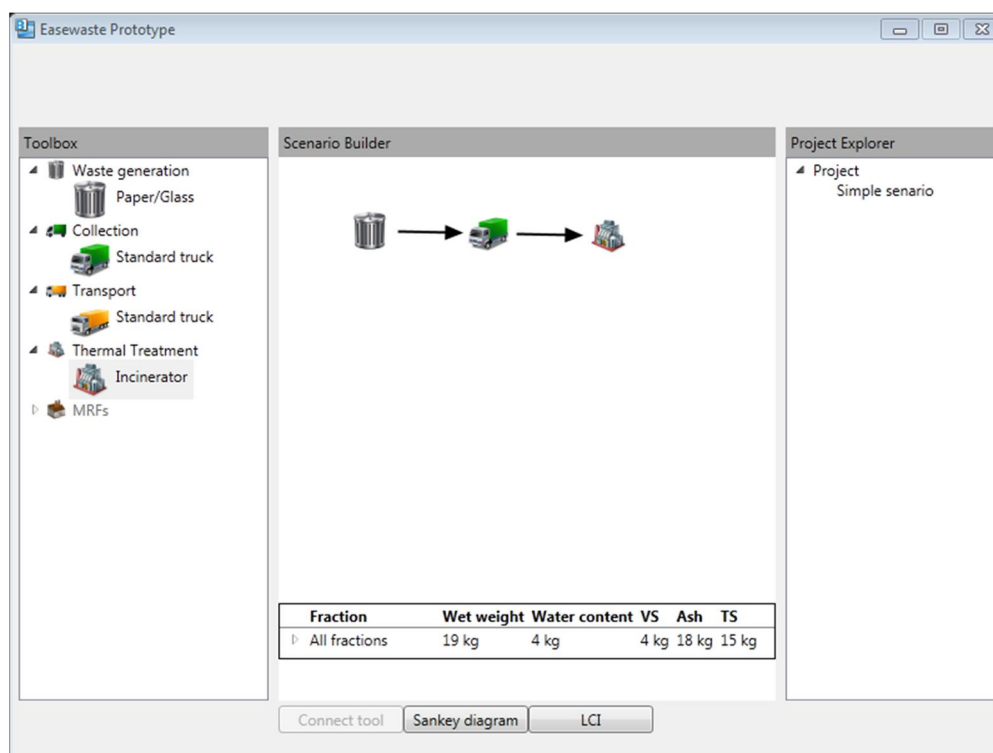 Easewaste Prototype
Toolbox
Waste generation
Paper/Glass
Collection
Standard truck
Transport
Standard truck
Thermal Treatment
Incinerator
MRFs
Scenario Builder
Fraction Wet weight Water content VS Ash TS
All fractions 19 kg 4 kg 4 kg 18 kg 15 kg
Connect tool Sankey diagram LCI
Project Explorer
Project
Simple senario